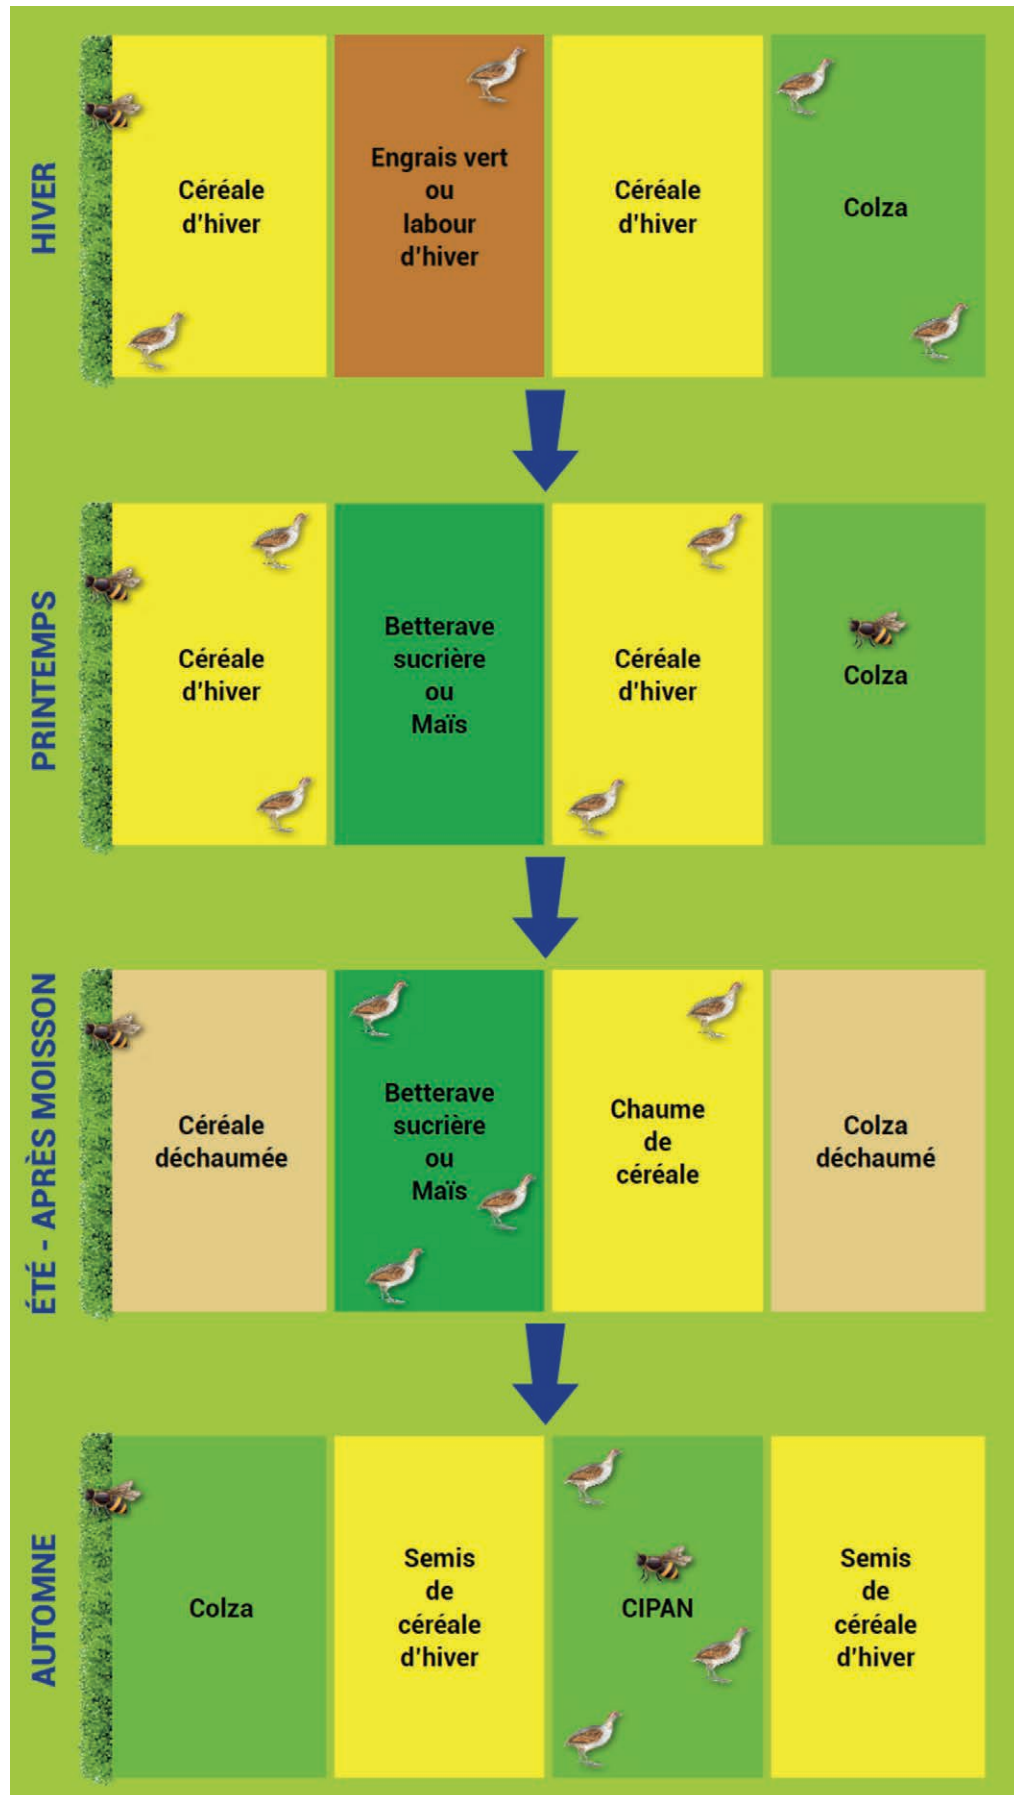 HIVER
Céréale
d'hiver
Engrais vert
ou
labour
d'hiver
Céréale
d'hiver
Colza
PRINTEMPS
Céréale
d'hiver
Betterave
sucrière
ou
Maïs
Céréale
d'hiver
Colza
ÉTÉ - APRÈS MOISSON
Céréale
déchaumée
Betterave
sucrière
ou
Maïs
Chaume
de
céréale
Colza
déchaumé
AUTOMNE
Colza
Semis
de
céréale
d'hiver
CIPAN
Semis
de
céréale
d'hiver